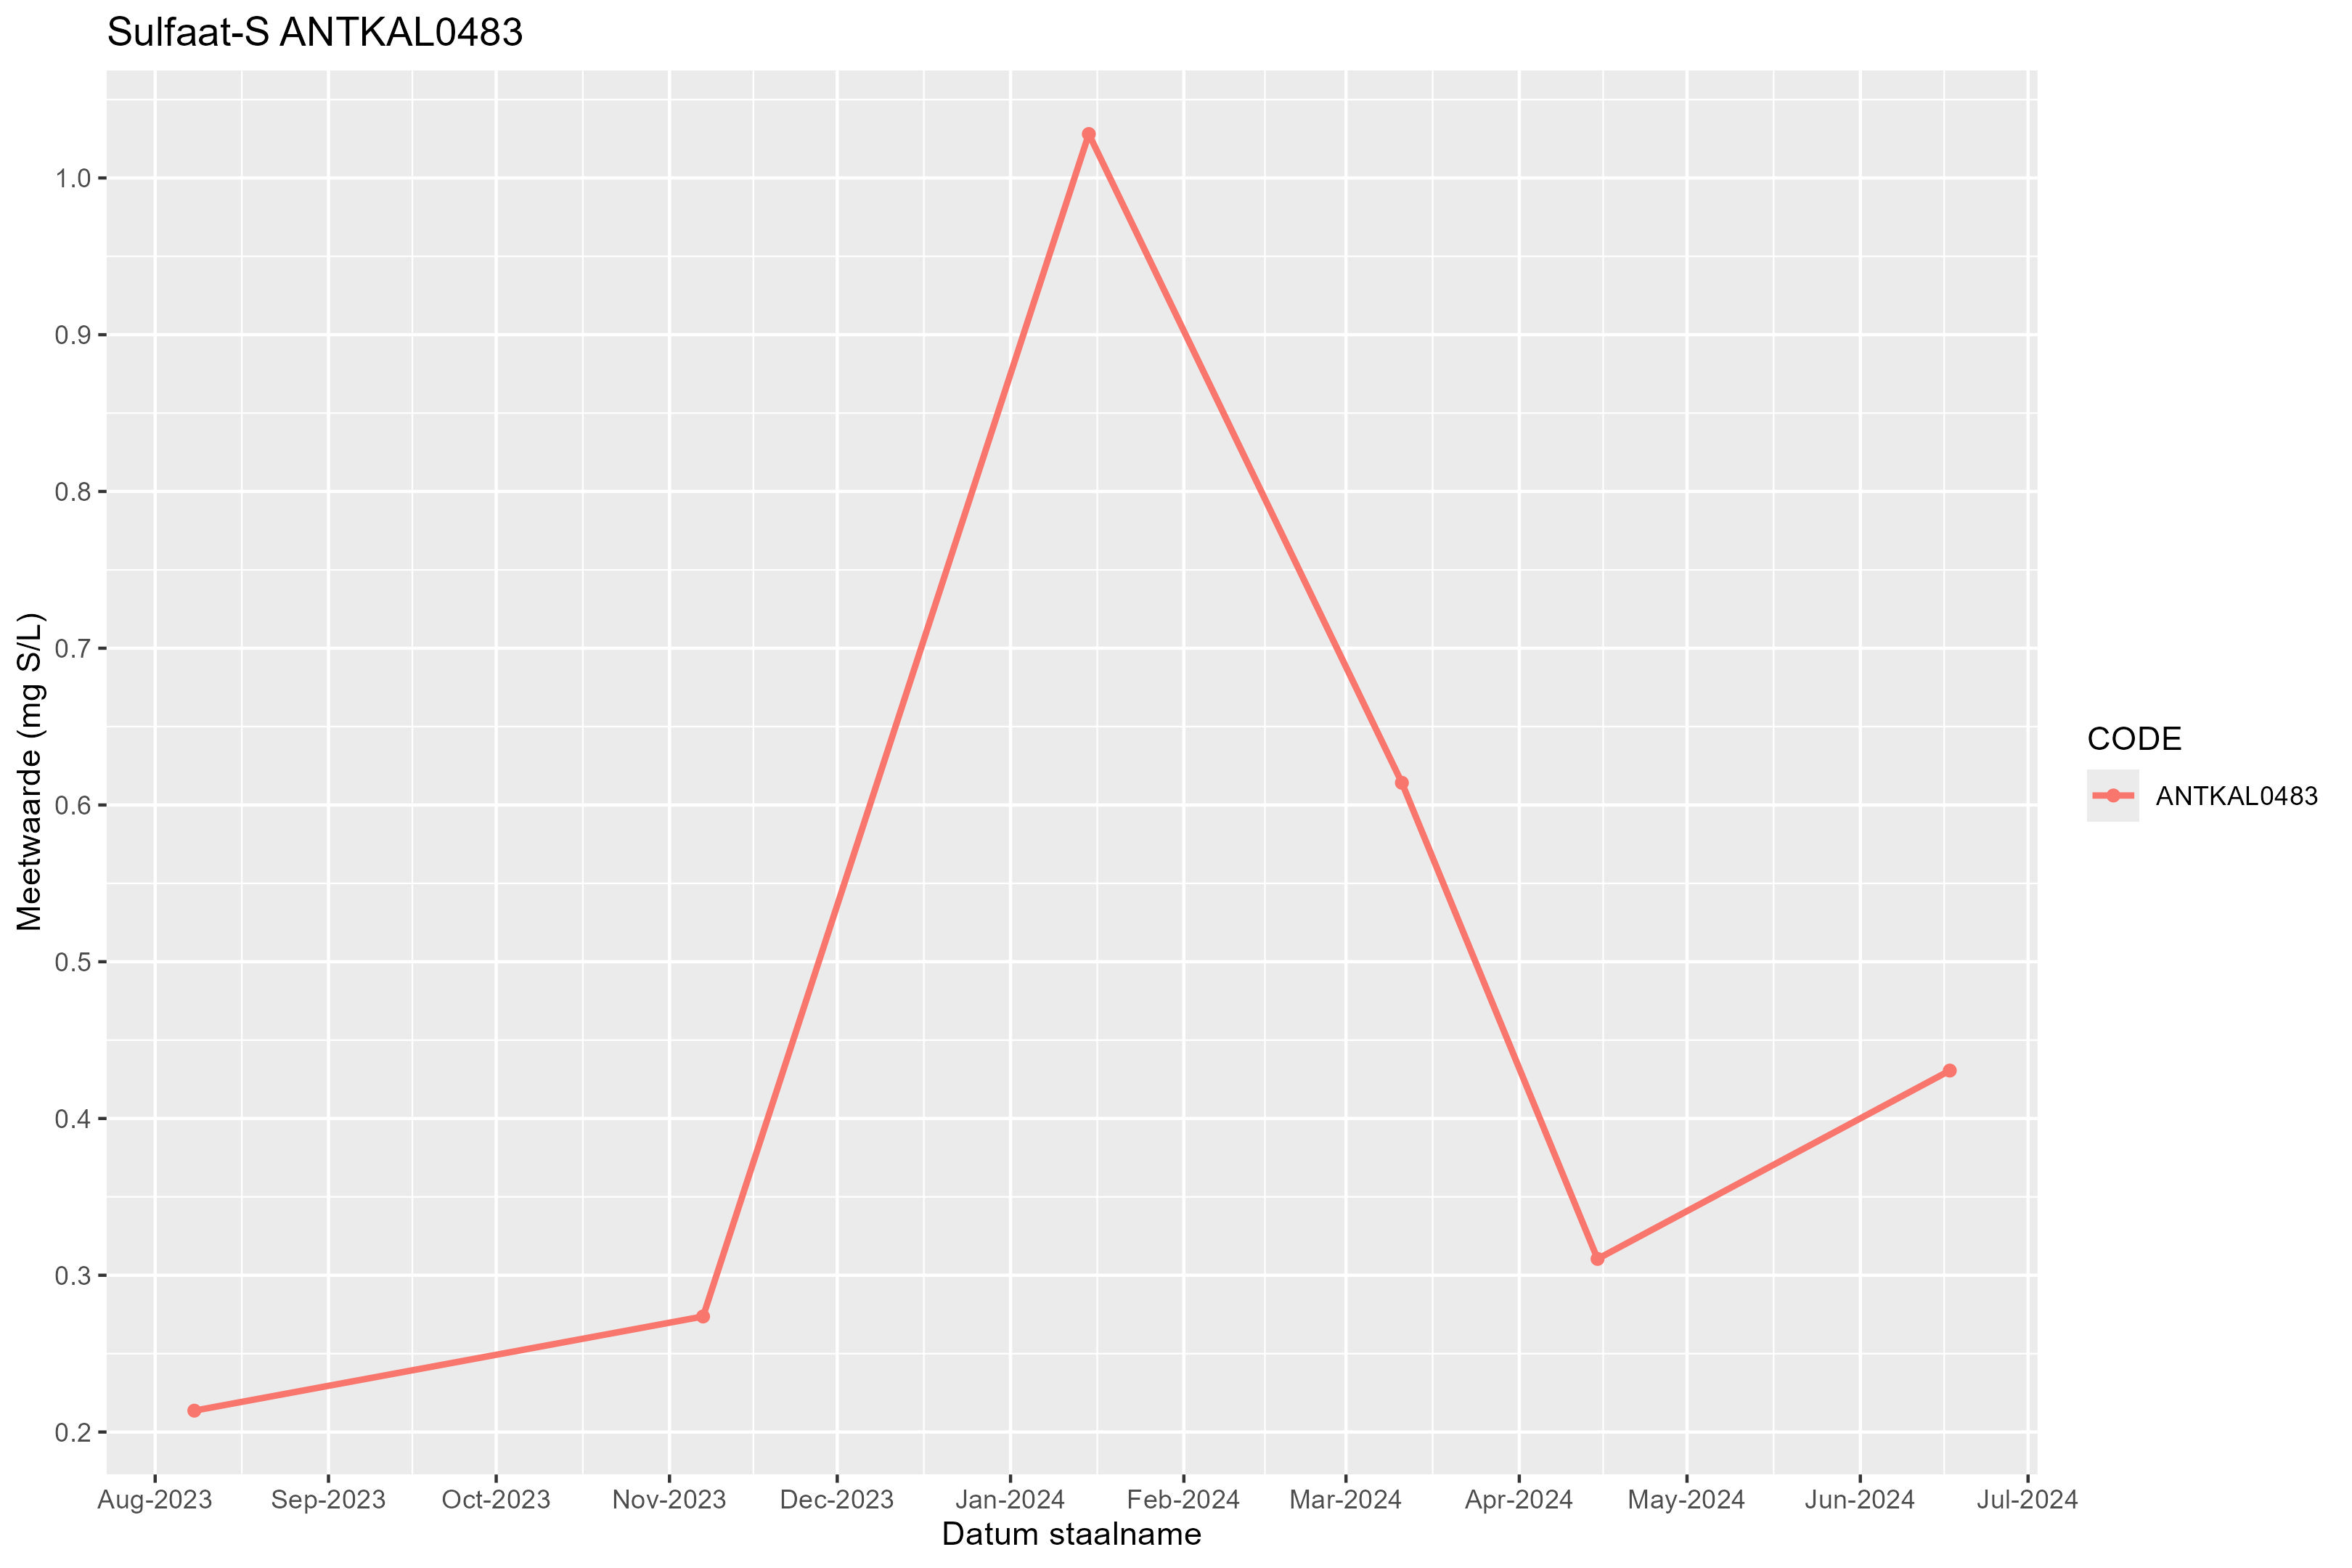 Sulfaat-S ANTKAL0483
Meetwaarde (mg S/L)
1.0
0.9
0.8
0.7
0.6
0.5
0.4
0.3
0.2
Aug-2023 Sep-2023 Oct-2023 Nov-2023 Dec-2023 Jan-2024 Feb-2024 Mar-2024 Apr-2024 May-2024 Jun-2024 Jul-2024
Datum staalname
CODE
ANTKAL0483